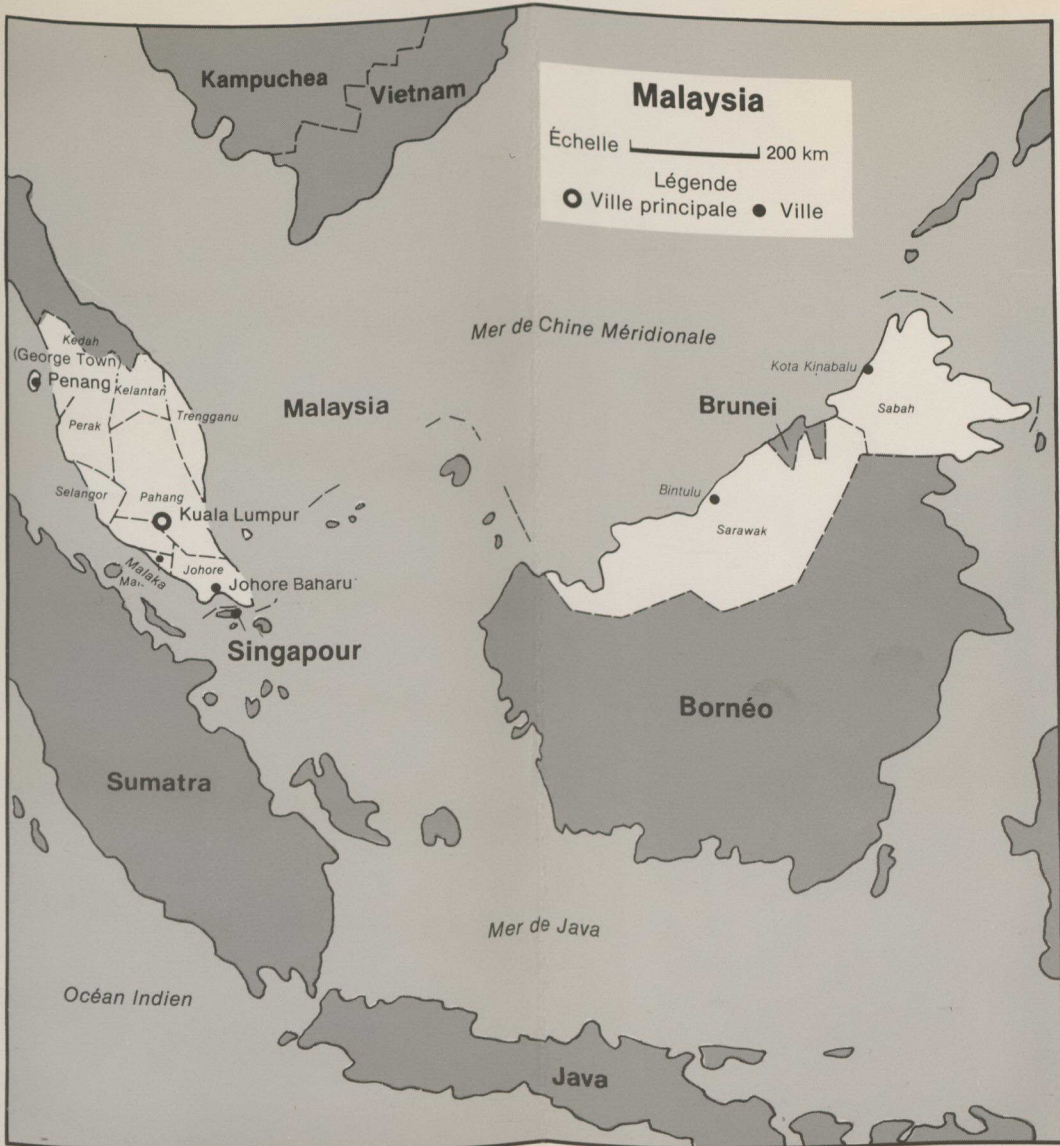 Kampuchea
Vietnam
Malaysia
Échelle 200 km
Légende
Ville principale Ville
Mer de Chine Méridionale
Kedah
(George Town)
Penang
Kelantan
Trengganu
Perak
Malaysia
Kota Kinabalu
Brunei
Sabah
Selangor
Pahang
Kuala Lumpur
Bintulu
Sarawak
Malaka
Johore
Johore Baharu
Singapour
Bornéo
Sumatra
Mer de Java
Océan Indien
Java